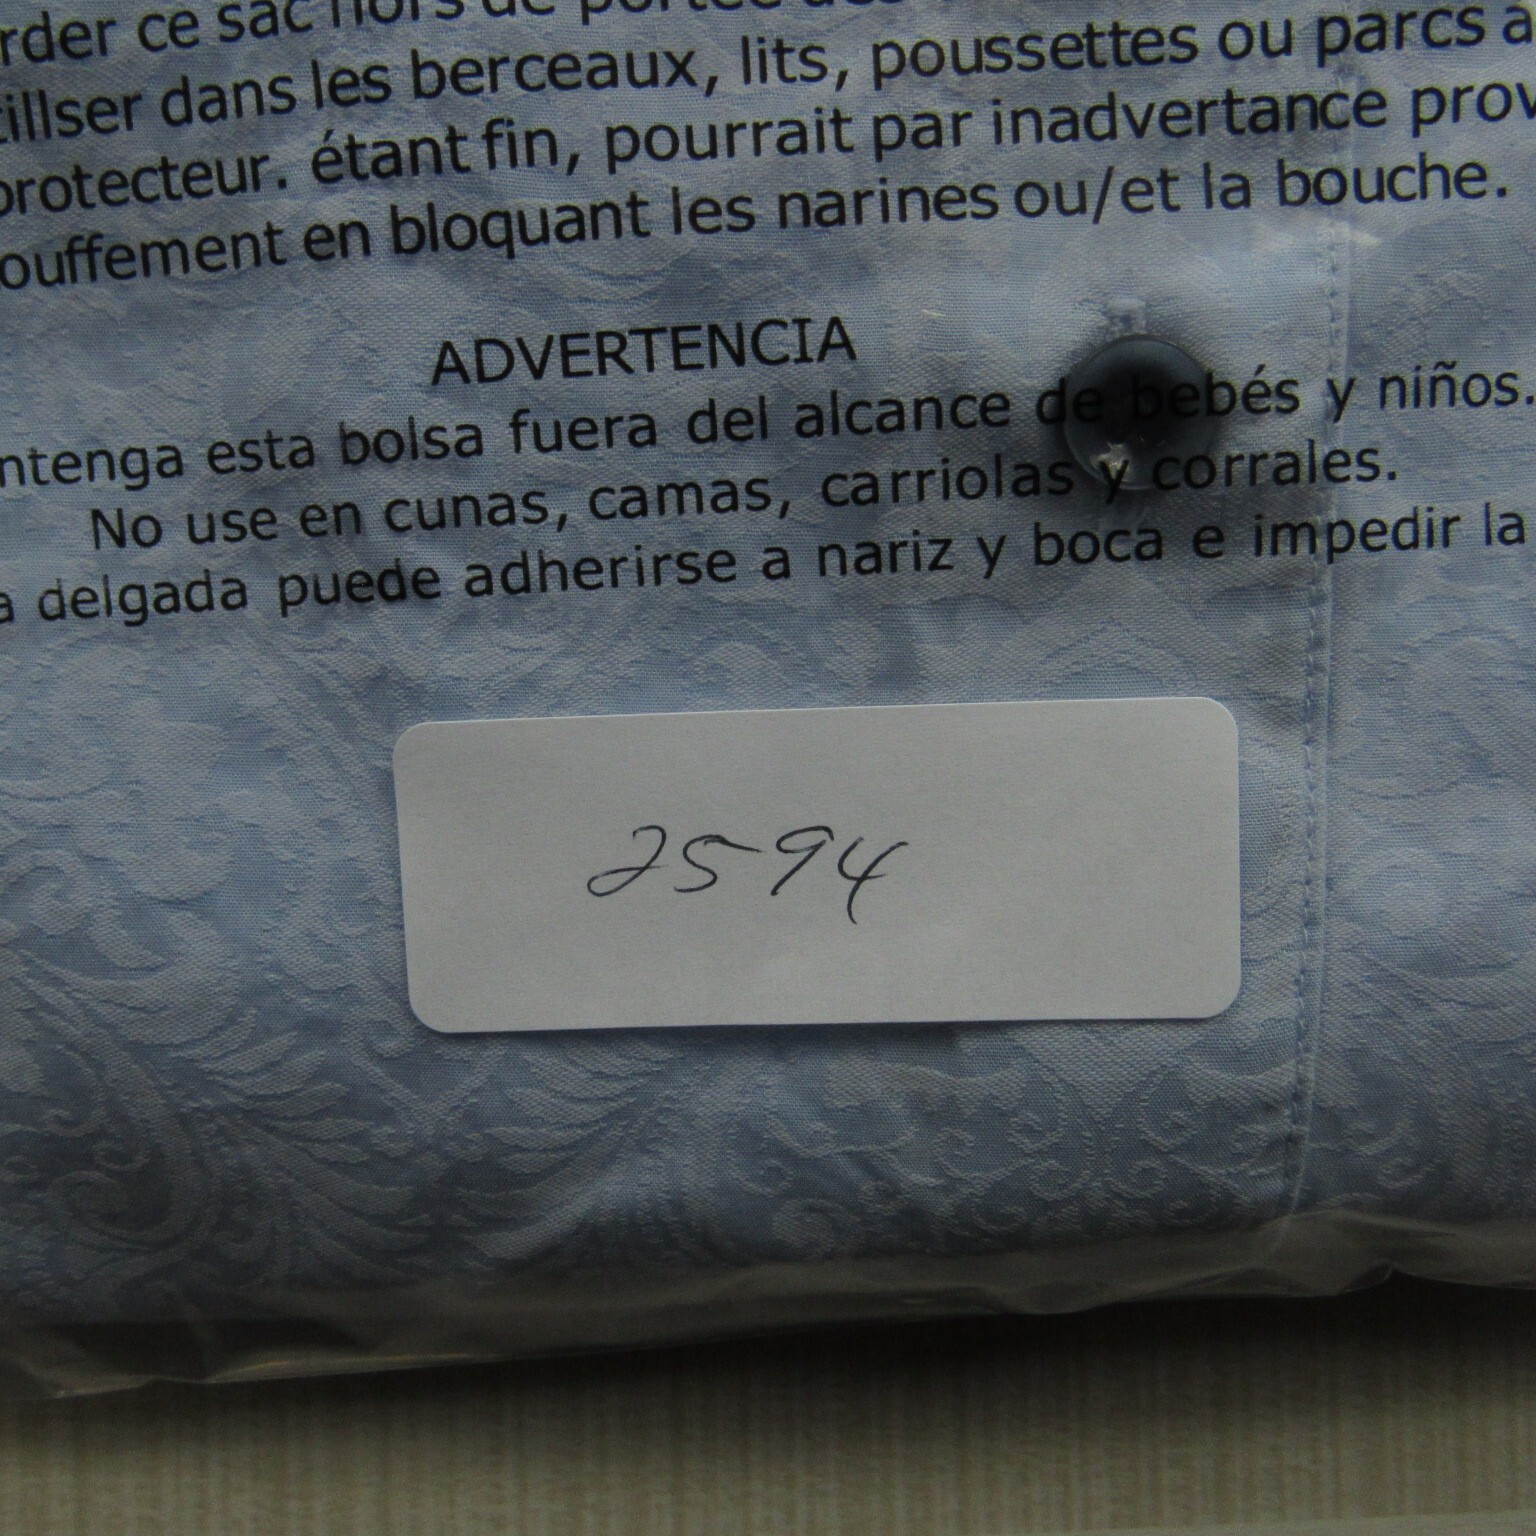 rder ce sac hors de
tillser dans les berceaux, lits, poussettes ou parcs à
protecteur. étant fin, pourrait par inadvertance prov
ouffement en bloquant les narines ou/et la bouche.
ADVERTENCIA
ntenga esta bolsa fuera del alcance de bebés y niños.
No use en cunas, camas, carriolas y corrales.
a delgada puede adherirse a nariz y boca e impedir la
2594